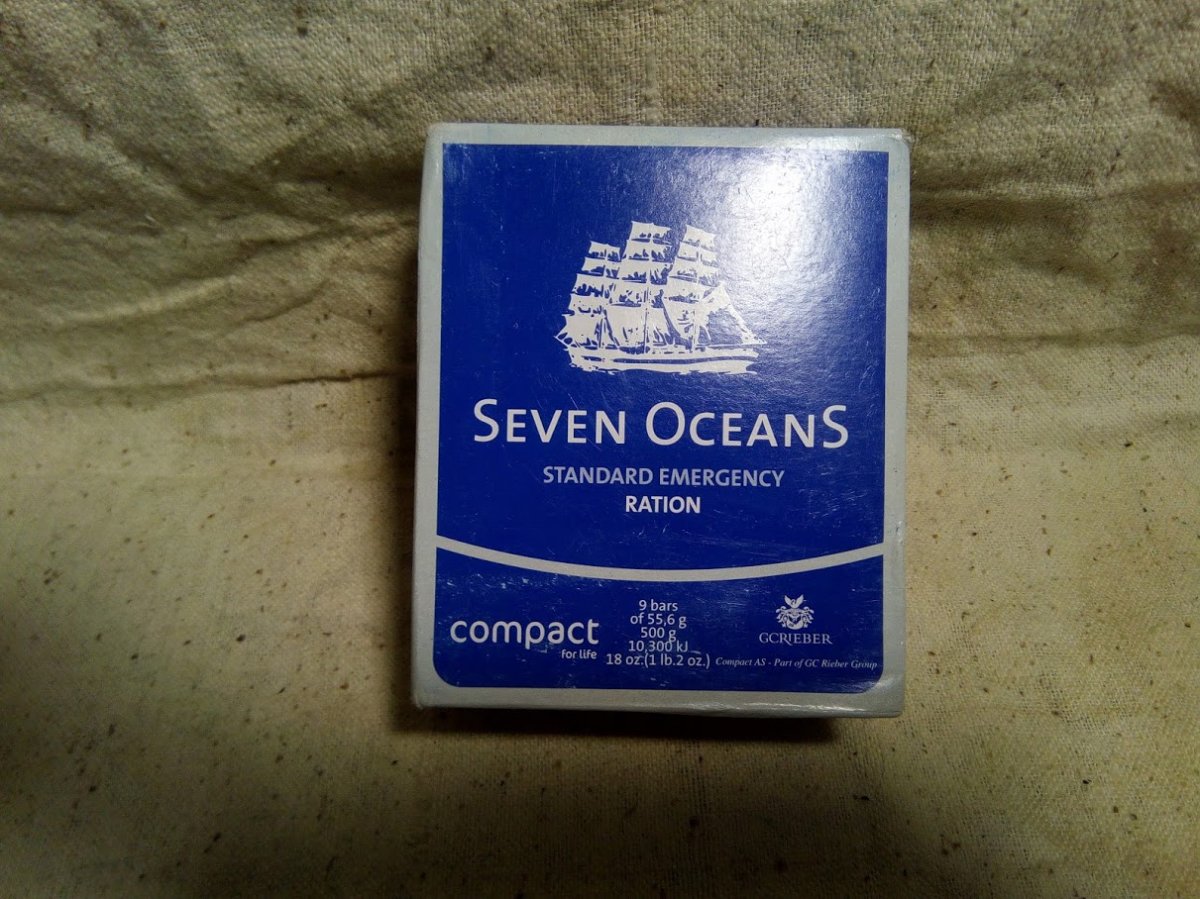 SEVEN OCEANS
STANDARD EMERGENCY
RATION
compact
for life
9 bars
of 55,6 g
500 g
10,300 kJ
18 oz.(1 lb.2 oz.)
GCRIEBER
Compact AS - Part of GC Rieber Group